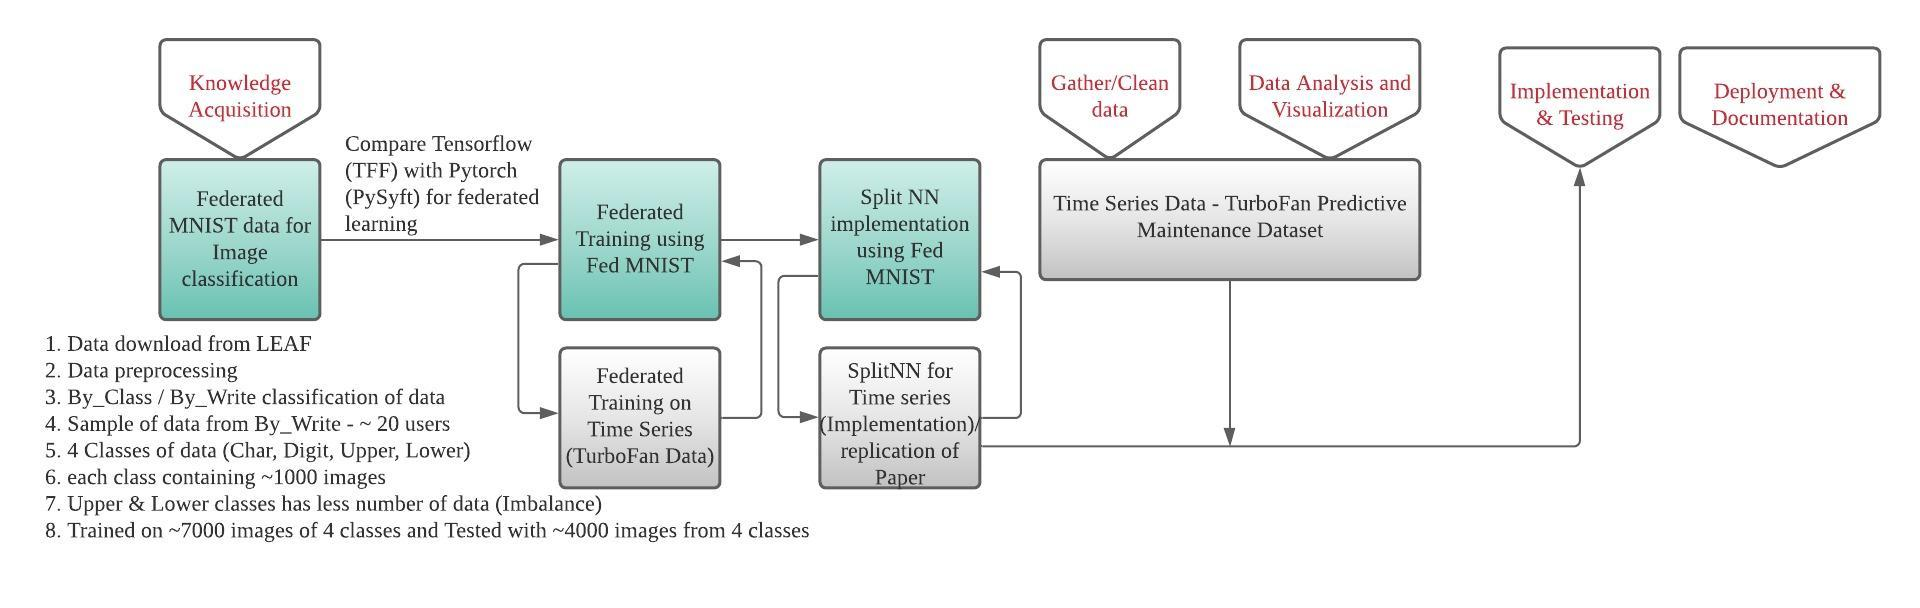 Knowledge
Acquisition
Gather/Clean
data
Data Analysis and
Visualization
Implementation
& Testing
Deployment &
Documentation
Federated
MNIST data for
Image
classification
Compare Tensorflow
(TFF) with Pytorch
(PySyft) for federated
learning
Federated
Training using
Fed MNIST
Split NN
implementation
using Fed
MNIST
Time Series Data - TurboFan Predictive
Maintenance Dataset
Federated
Training on
Time Series
(TurboFan Data)
SplitNN for
Time series
(Implementation)/
replication of
Paper
1. Data download from LEAF
2. Data preprocessing
3. By_Class / By_Write classification of data
4. Sample of data from By_Write - ~ 20 users
5. 4 Classes of data (Char, Digit, Upper, Lower)
6. each class containing ~1000 images
7. Upper & Lower classes has less number of data (Imbalance)
8. Trained on ~7000 images of 4 classes and Tested with ~4000 images from 4 classes